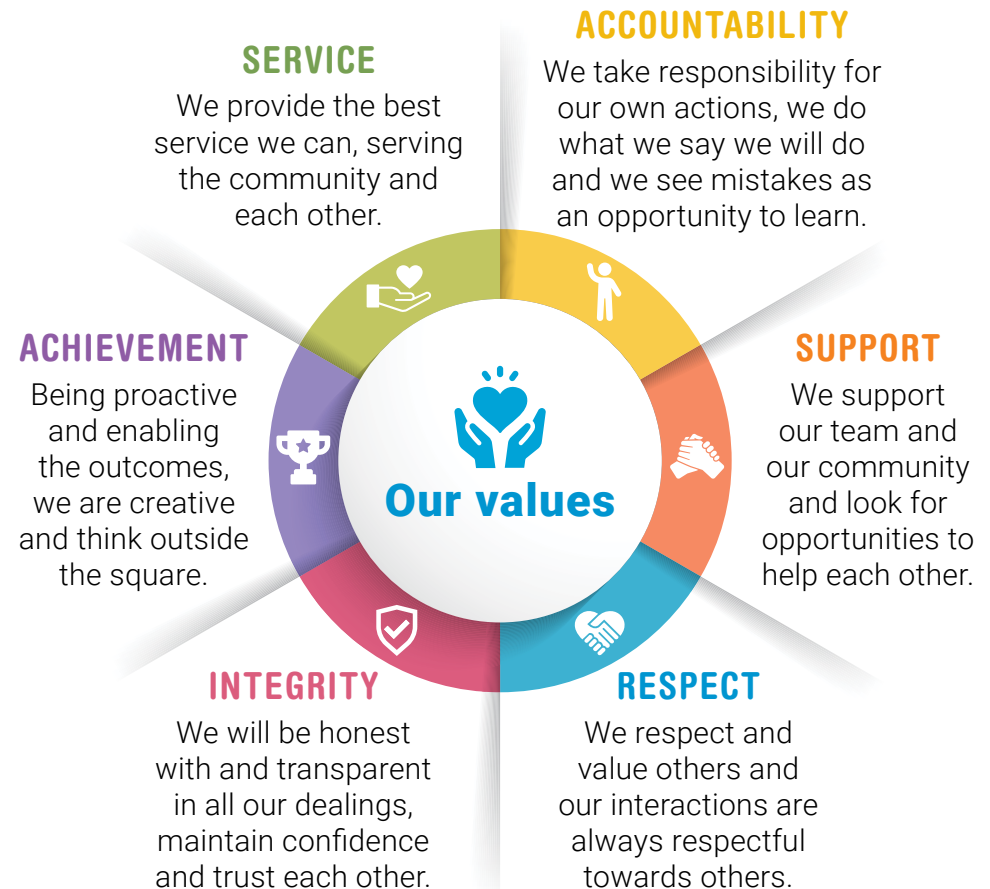 ACCOUNTABILITY
We take responsibility for
our own actions, we do
what we say we will do
and we see mistakes as
an opportunity to learn.
SERVICE
We provide the best
service we can, serving
the community and
each other.
ACHIEVEMENT
Being proactive
and enabling
the outcomes,
we are creative
and think outside
the square.
Our values
SUPPORT
We support
our team and
our community
and look for
opportunities to
help each other.
INTEGRITY
We will be honest
with and transparent
in all our dealings,
maintain confidence
and trust each other.
RESPECT
We respect and
value others and
our interactions are
always respectful
towards others.